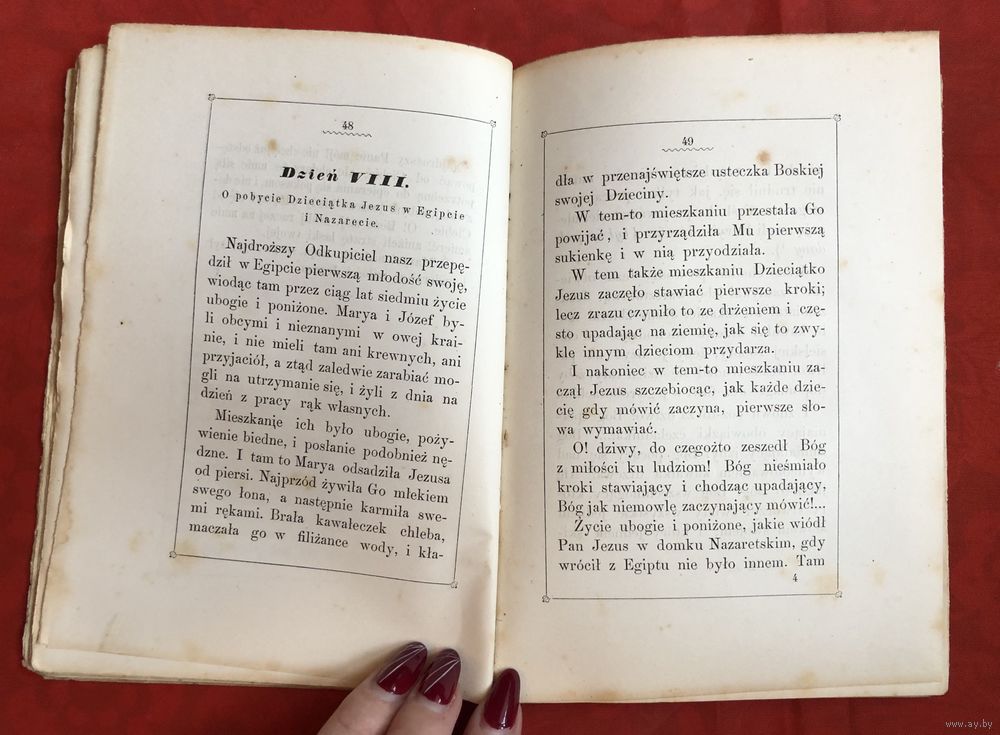 48
Dzień VIII.
O pobycie Dzieciątka Jezus w Egipcie
i Nazarecie.
Najdroższy Odkupiciel nasz przepę-
dził w Egipcie pierwszą młodość swoję,
wiodąc tam przez ciąg lat siedmiu życie
ubogie i poniżone. Marya i Józef by-
li obcymi i nieznanymi w owej krai-
nie, i nie mieli tam ani krewnych, ani
przyjaciół, a ztąd zaledwie zarabiać mo-
gli na utrzymanie się, i żyli z dnia na
dzień z pracy rąk własnych.
Mieszkanie ich było ubogie, poży-
wienie biedne, i posłanie podobnież nę-
dzne. I tam to Marya odsadziła Jezusa
od piersi. Najprzód żywiła Go mlekiem
swego łona, a następnie karmiła swe-
mi rękami. Brała kawałeczek chleba,
maczała go w filiżance wody, i kła-
49
dła w przenajświętsze usteczka Boskiej
swojej Dzieciny.
W tem-to mieszkaniu przestała Go
powijać, i przyrządziła Mu pierwszą
sukienkę i w nią przyodziała.
W tem także mieszkaniu Dzieciątko
Jezus zaczęło stawiać pierwsze kroki;
lecz zrazu czyniło to ze drżeniem i czę-
sto upadając na ziemię, jak się to zwy-
kle innym dzieciom przydarza.
I nakoniec w tem-to mieszkaniu za-
czął Jezus szczebiocąc, jak każde dzie-
cię gdy mówić zaczyna, pierwsze sło-
wa wymawiać.
O! dziwy, do czegożto zeszedł Bóg
z miłości ku ludziom! Bóg nieśmiało
kroki stawiający i chodząc upadający,
Bóg jak niemowlę zaczynający mówić!...
Życie ubogie i poniżone, jakie wiódł
Pan Jezus w domku Nazaretskim, gdy
wrócił z Egiptu nie było innem. Tam
4
www.ay.by